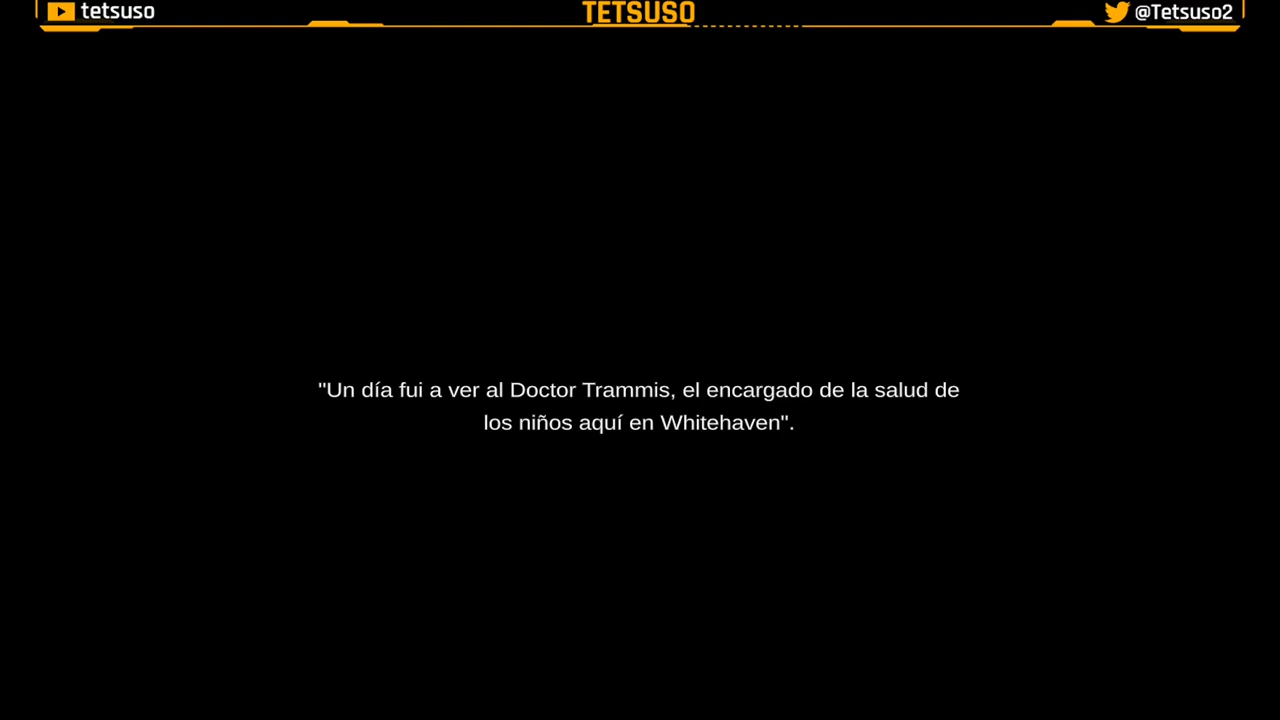 tetsuso
TETSUSO
@Tetsuso2
"Un día fui a ver al Doctor Trammis, el encargado de la salud de
los niños aquí en Whitehaven".